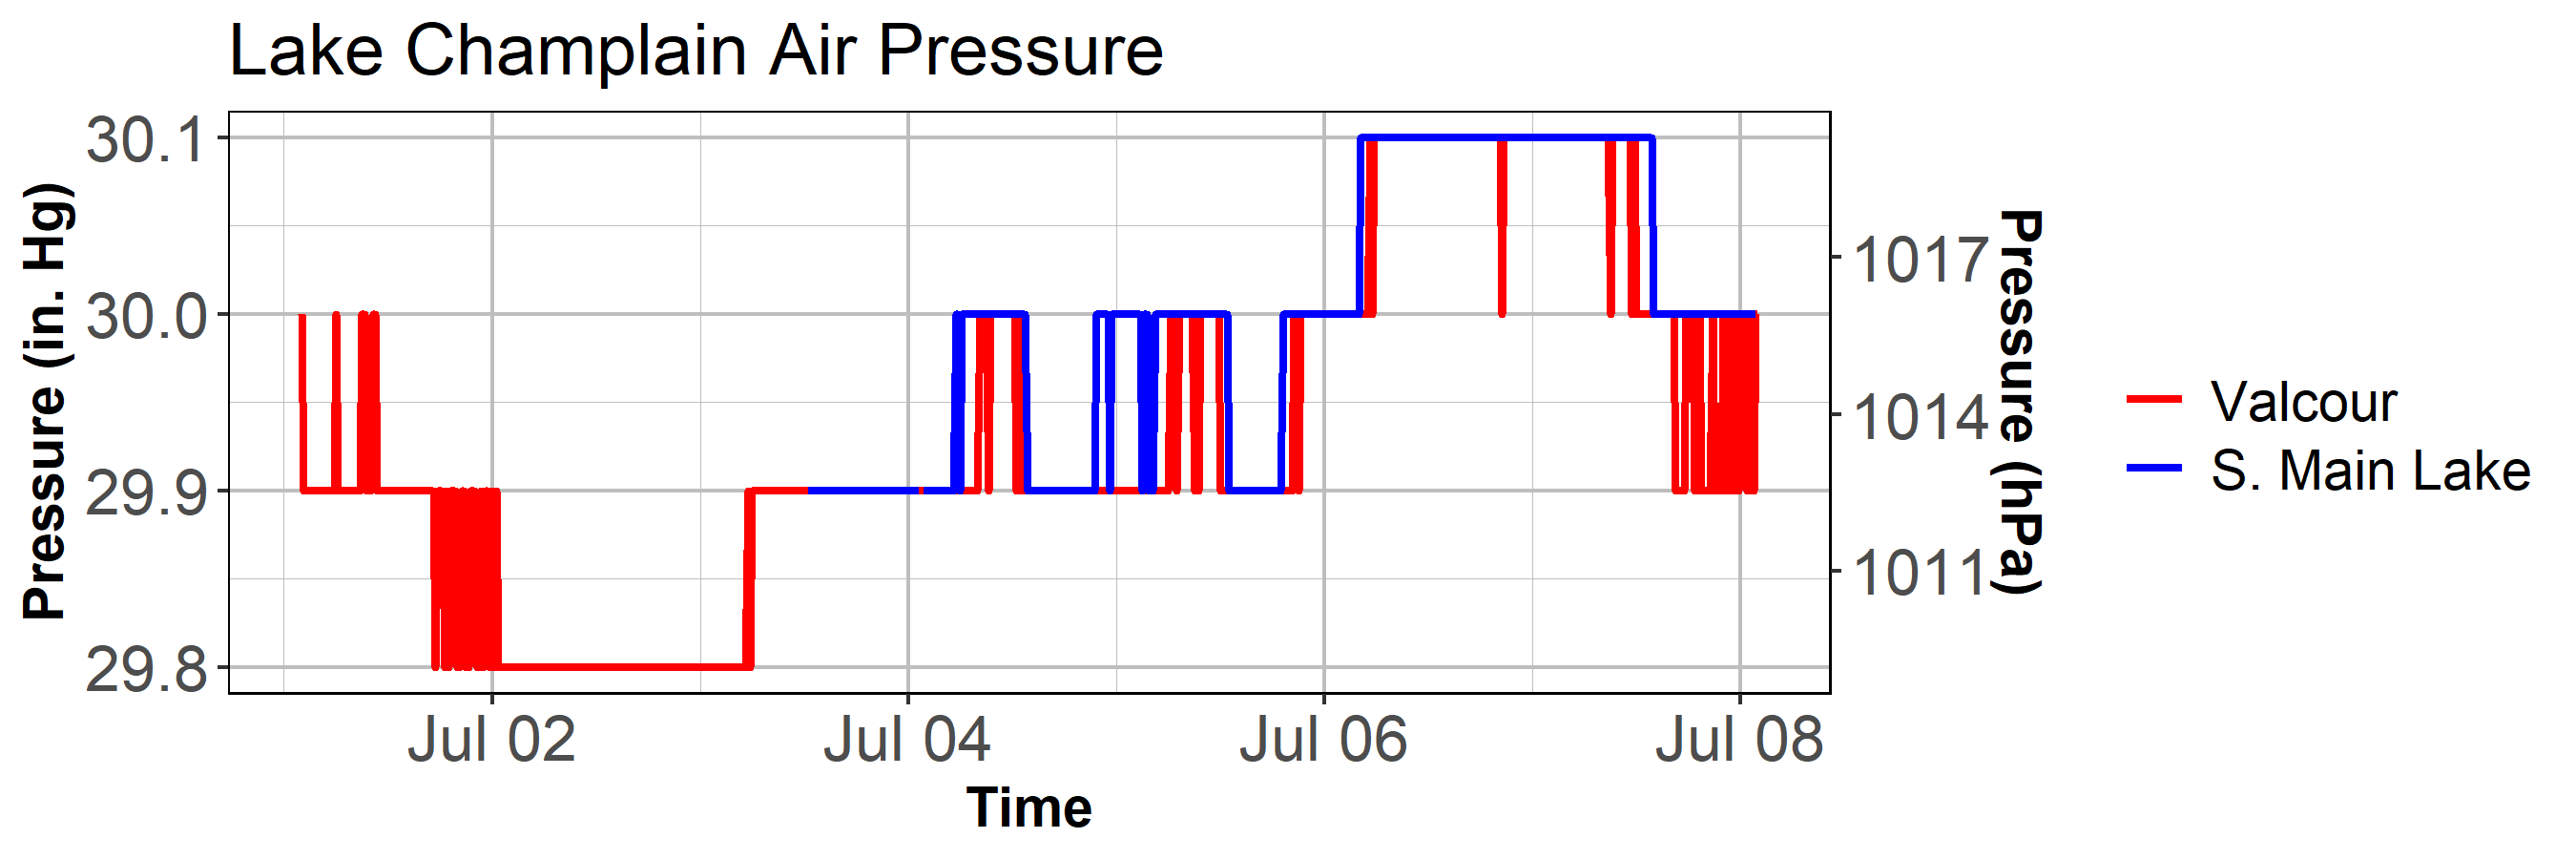 Lake Champlain Air Pressure
Pressure (in. Hg)
30.1
30.0
29.9
29.8
1017
1014
1011
Pressure (hPa)
Jul 02
Jul 04
Jul 06
Jul 08
Time
Valcour
S. Main Lake